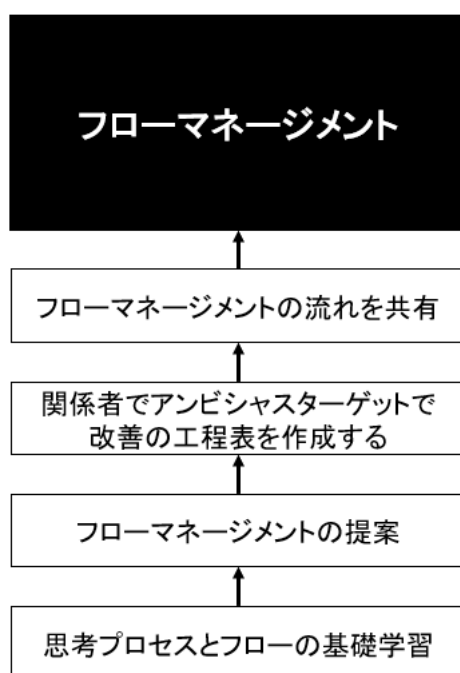 フローマネージメント
フローマネージメントの流れを共有
関係者でアンビシャスターゲットで
改善の工程表を作成する
フローマネージメントの提案
思考プロセスとフローの基礎学習